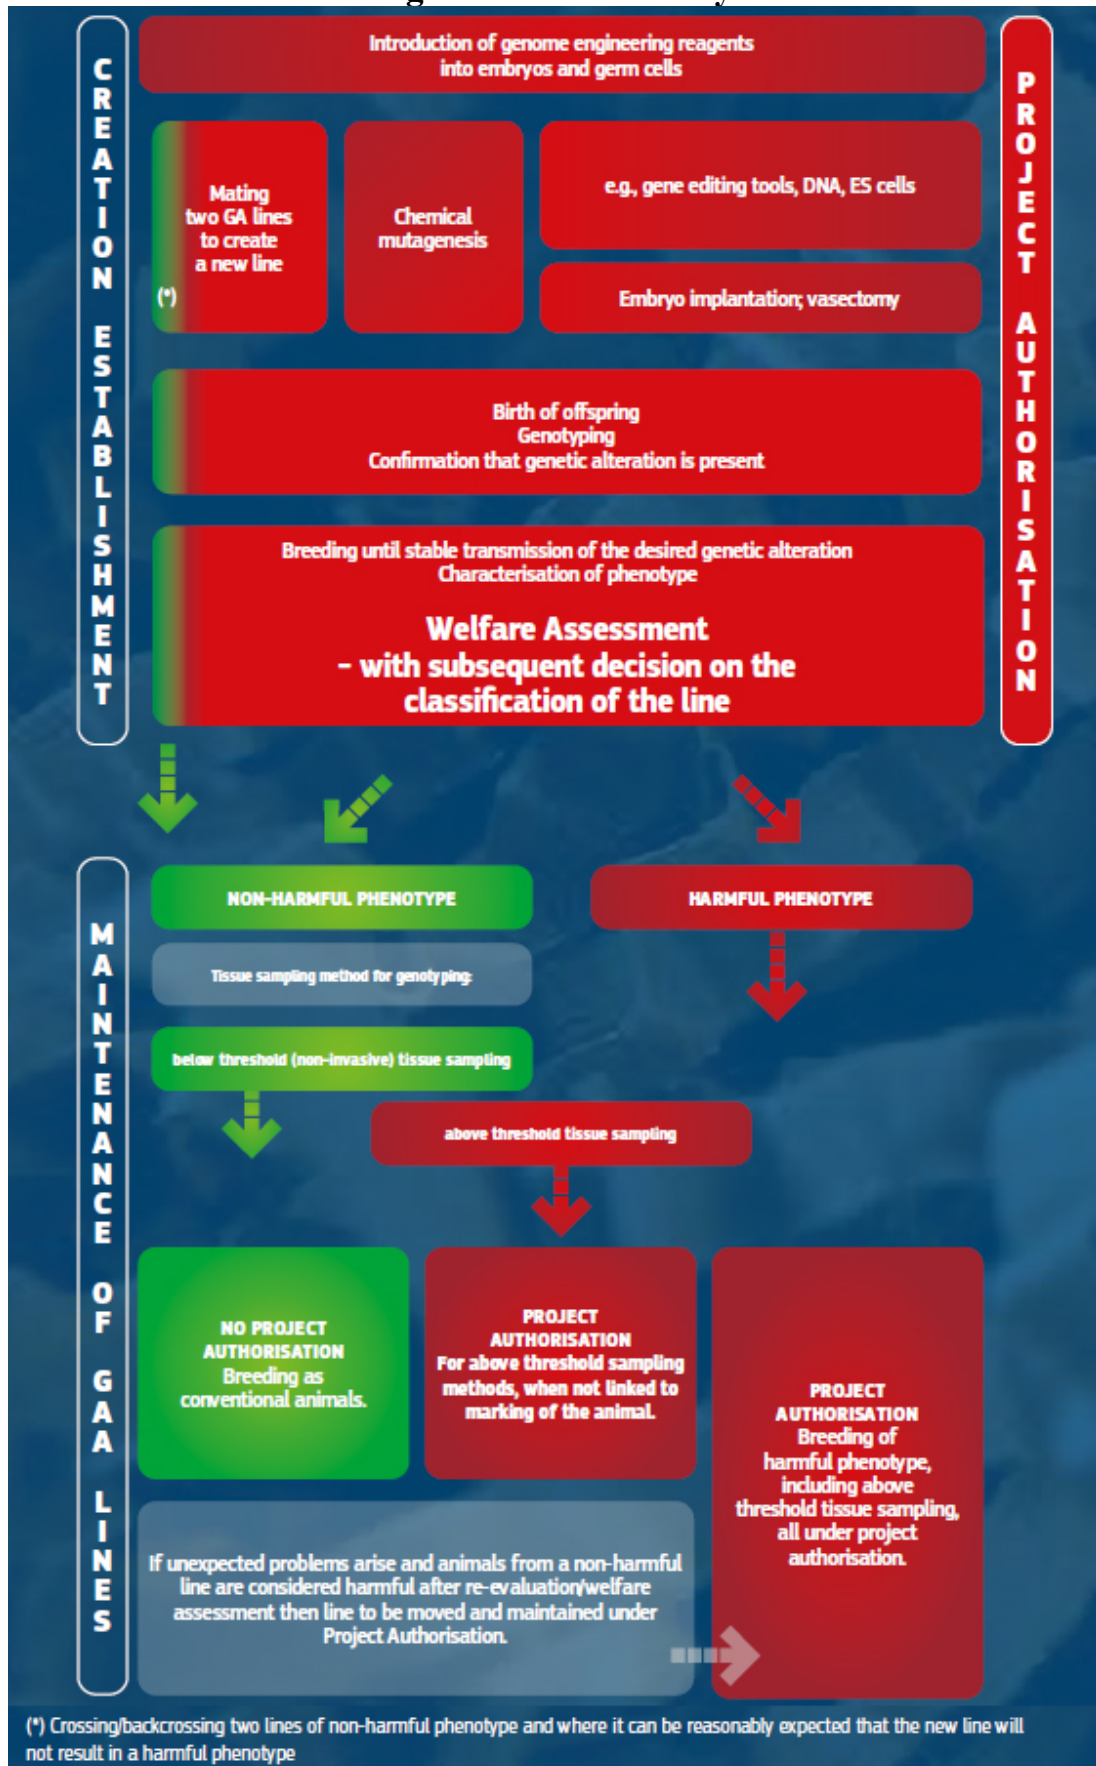 CREATION ESTABLISHMENT
PROJECT AUTHORISATION
Introduction of genome engineering reagents
into embryos and germ cells
Mating
two GA lines
to create
a new line
(*)
Chemical
mutagenesis
e.g., gene editing tools, DNA, ES cells
Embryo implantation; vasectomy
Birth of offspring
Genotyping
Confirmation that genetic alteration is present
Breeding until stable transmission of the desired genetic alteration
Characterisation of phenotype
Welfare Assessment
– with subsequent decision on the
classification of the line
MAINTENANCE OF GAA LINES
NON-HARMFUL PHENOTYPE
HARMFUL PHENOTYPE
Tissue sampling method for genotyping:
below threshold (non-invasive) tissue sampling
above threshold tissue sampling
NO PROJECT
AUTHORISATION
Breeding as
conventional animals.
PROJECT
AUTHORISATION
For above threshold sampling
methods, when not linked to
marking of the animal.
PROJECT
AUTHORISATION
Breeding of
harmful phenotype,
including above
threshold tissue sampling,
all under project
authorisation.
If unexpected problems arise and animals from a non-harmful
line are considered harmful after re-evaluation/welfare
assessment then line to be moved and maintained under
Project Authorisation.
(*) Crossing/backcrossing two lines of non-harmful phenotype and where it can be reasonably expected that the new line will
not result in a harmful phenotype